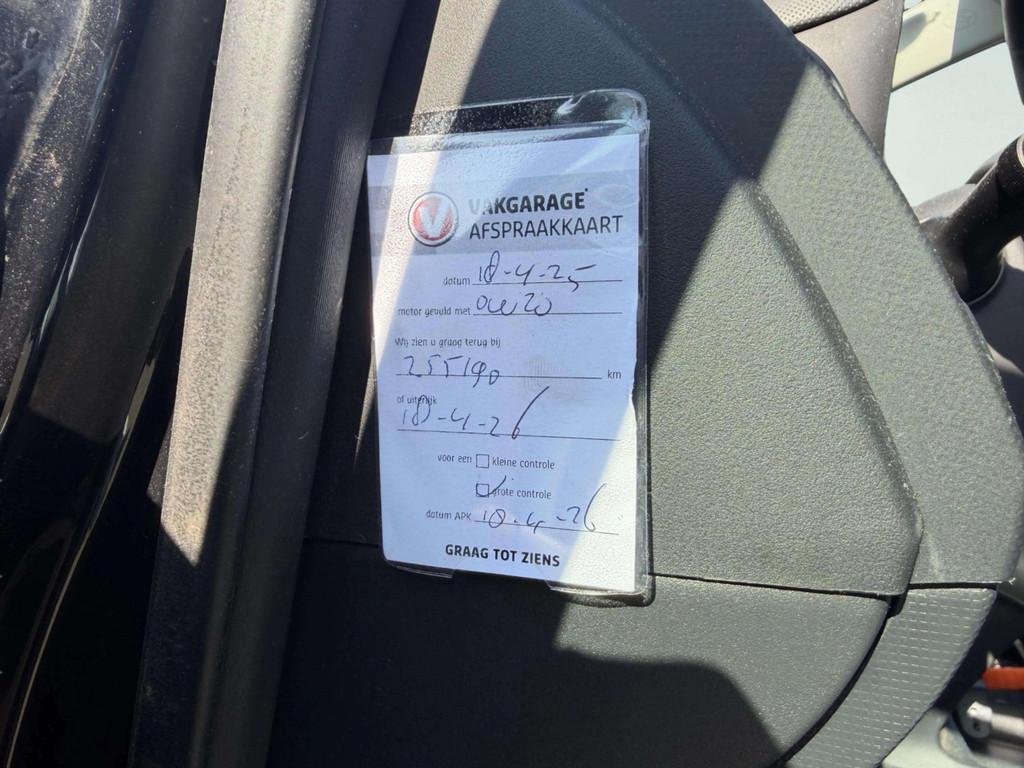 V VAKGARAGE
AFSPRAAKKAART
datum 18-4-25
motor gevuld met 0w20
Wij zien u graag terug bij
255190 km
of uiterlijk
18-4-26
voor een kleine controle
grote controle
datum APK 18-4-26
GRAAG TOT ZIENS